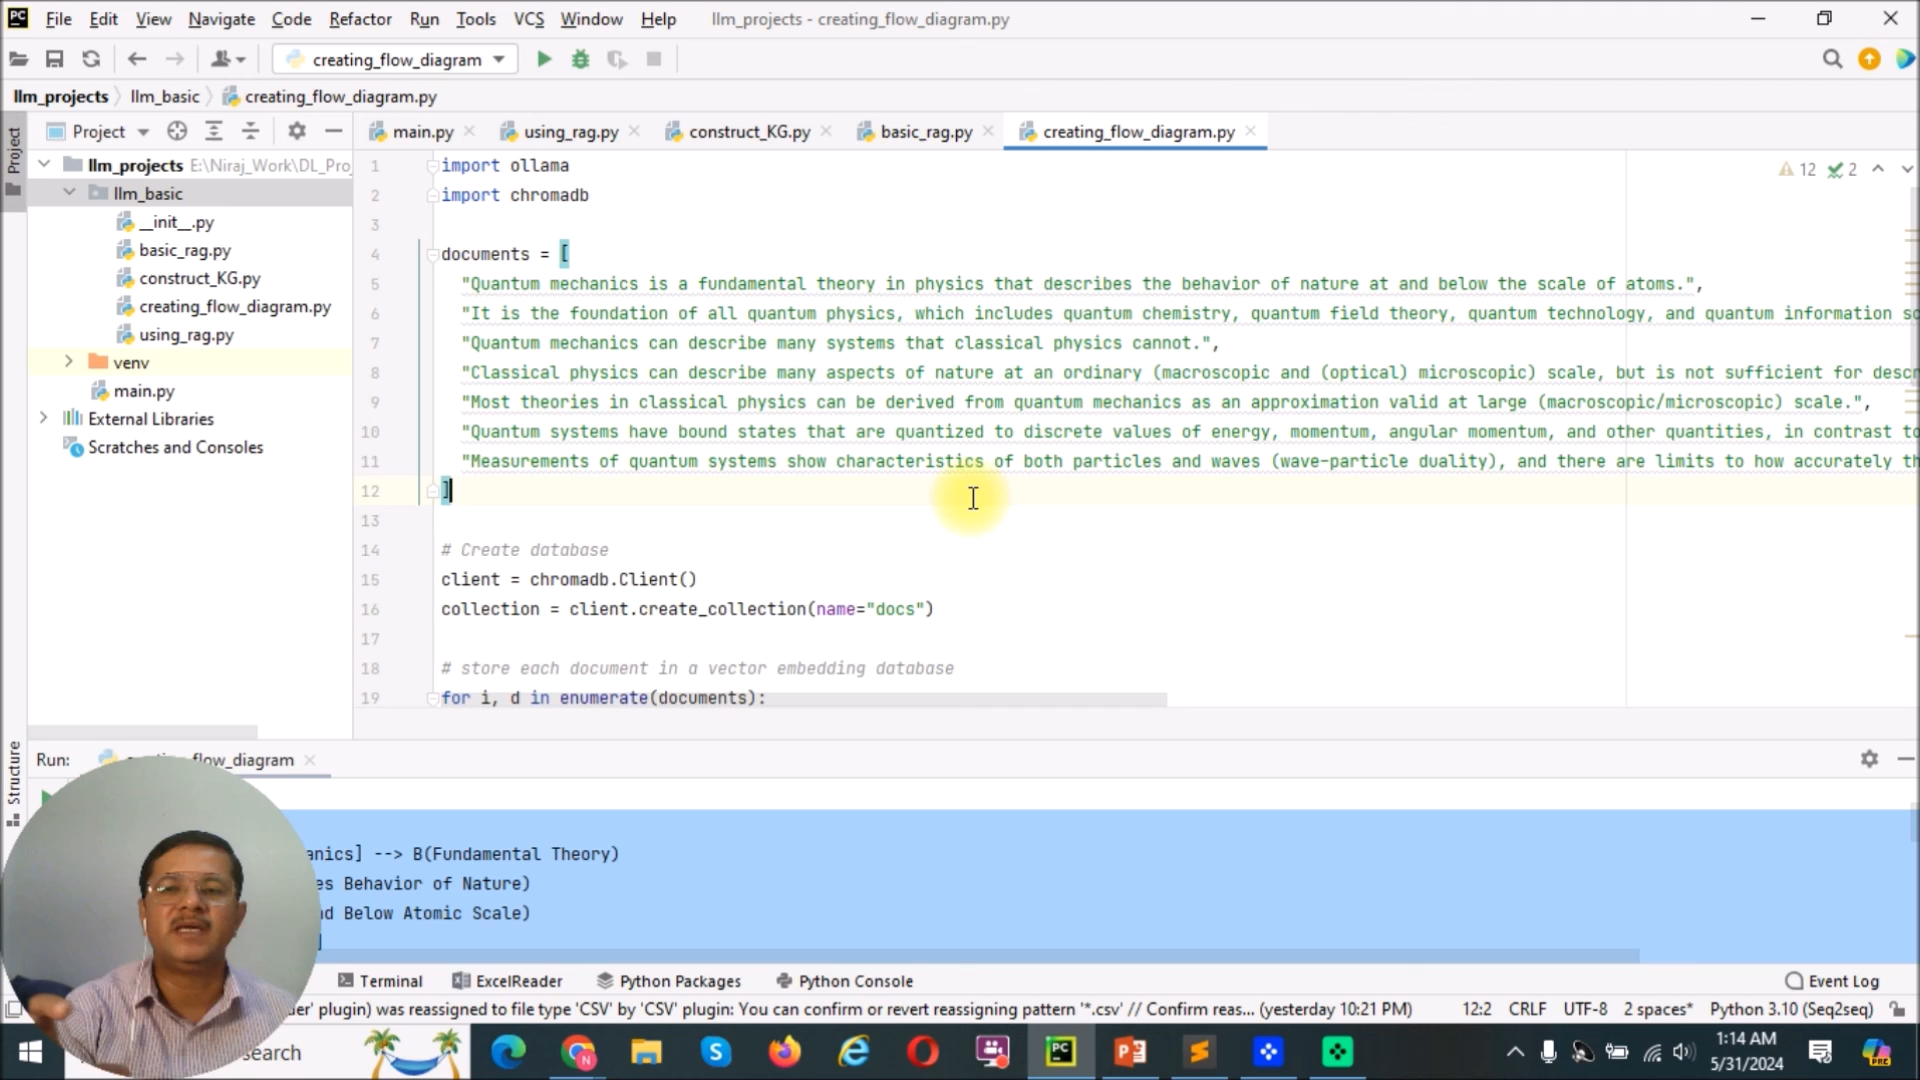 PC File Edit View Navigate Code Refactor Run Tools VCS Window Help llm_projects - creating_flow_diagram.py
creating_flow_diagram
llm_projects llm_basic creating_flow_diagram.py
Project
Project
main.py using_rag.py construct_KG.py basic_rag.py creating_flow_diagram.py
llm_projects E:\Niraj_Work\DL_Pro
llm_basic
__init__.py
basic_rag.py
construct_KG.py
creating_flow_diagram.py
using_rag.py
venv
main.py
External Libraries
Scratches and Consoles
12 2
1 import ollama
2 import chromadb
3
4 documents = [
5 "Quantum mechanics is a fundamental theory in physics that describes the behavior of nature at and below the scale of atoms.",
6 "It is the foundation of all quantum physics, which includes quantum chemistry, quantum field theory, quantum technology, and quantum information sc
7 "Quantum mechanics can describe many systems that classical physics cannot.",
8 "Classical physics can describe many aspects of nature at an ordinary (macroscopic and (optical) microscopic) scale, but is not sufficient for descr
9 "Most theories in classical physics can be derived from quantum mechanics as an approximation valid at large (macroscopic/microscopic) scale.",
10 "Quantum systems have bound states that are quantized to discrete values of energy, momentum, angular momentum, and other quantities, in contrast to
11 "Measurements of quantum systems show characteristics of both particles and waves (wave-particle duality), and there are limits to how accurately th
12 ]
13
14 # Create database
15 client = chromadb.Client()
16 collection = client.create_collection(name="docs")
17
18 # store each document in a vector embedding database
19 for i, d in enumerate(documents):
Structure
Run: flow_diagram
anics] --> B(Fundamental Theory)
es Behavior of Nature)
nd Below Atomic Scale)
]
Terminal ExcelReader Python Packages Python Console Event Log
der' plugin) was reassigned to file type 'CSV' by 'CSV' plugin: You can confirm or revert reassigning pattern '*.csv' // Confirm reas... (yesterday 10:21 PM) 12:2 CRLF UTF-8 2 spaces* Python 3.10 (Seq2seq)
search
1:14 AM
5/31/2024